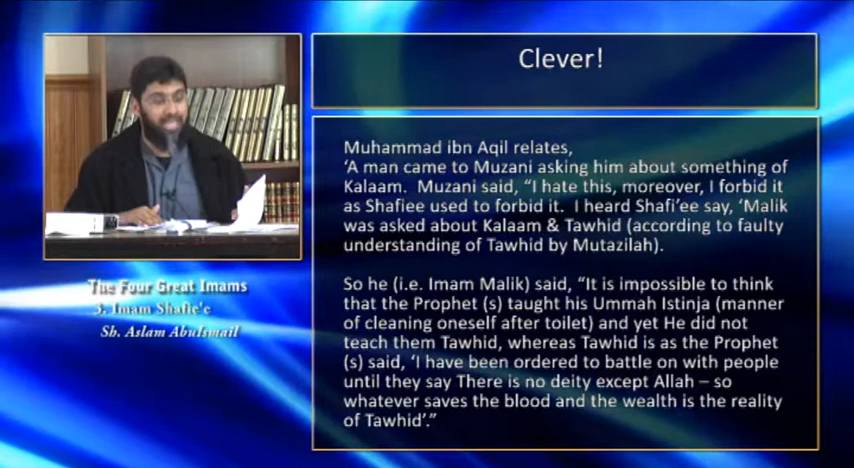 Clever!
Muhammad ibn Aqil relates,
‘A man came to Muzani asking him about something of
Kalaam.  Muzani said, “I hate this, moreover, I forbid it
as Shafiee used to forbid it.  I heard Shafi’ee say, ‘Malik
was asked about Kalaam & Tawhid (according to faulty
understanding of Tawhid by Mutazilah).
So he (i.e. Imam Malik) said, “It is impossible to think
that the Prophet (s) taught his Ummah Istinja (manner
of cleaning oneself after toilet) and yet He did not
teach them Tawhid, whereas Tawhid is as the Prophet
(s) said, ‘I have been ordered to battle on with people
until they say There is no deity except Allah – so
whatever saves the blood and the wealth is the reality
of Tawhid’.”
The Four Great Imams
3. Imam Shafie'e
Sh. Aslam AbuIsmail